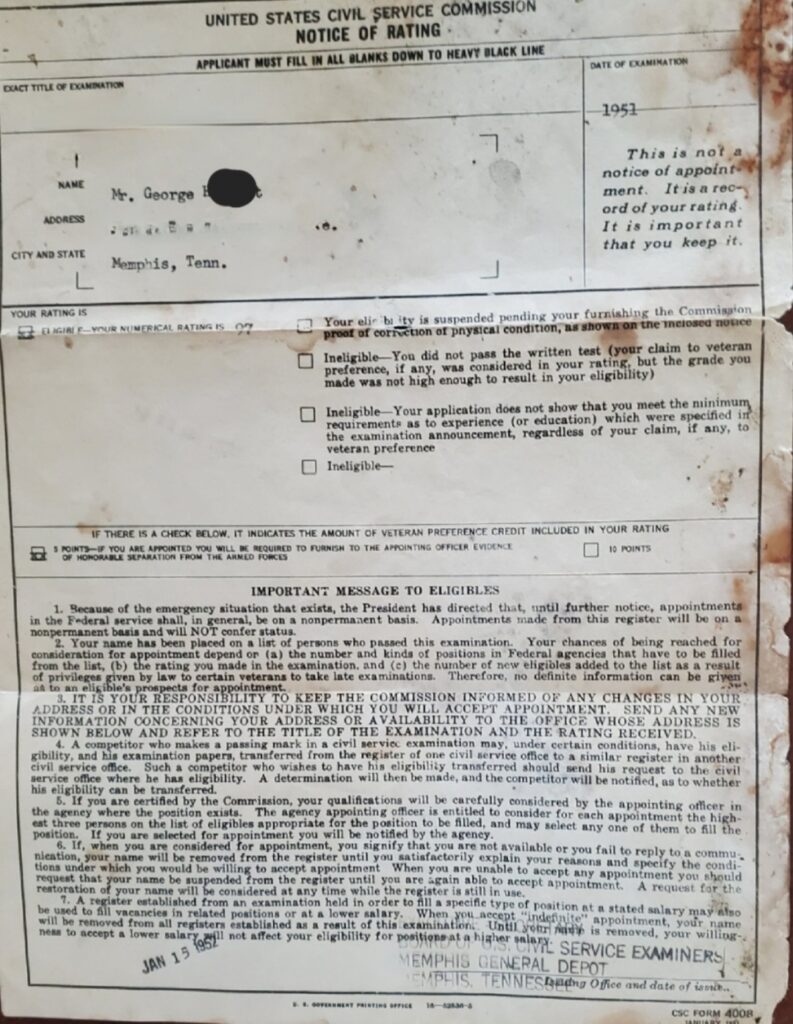 UNITED STATES CIVIL SERVICE COMMISSION
NOTICE OF RATING
APPLICANT MUST FILL IN ALL BLANKS DOWN TO HEAVY BLACK LINE
EXACT TITLE OF EXAMINATION
DATE OF EXAMINATION
1951
This is not a
notice of appoint-
ment. It is a rec-
ord of your rating.
It is important
that you keep it.
NAME
Mr. George
ADDRESS
CITY AND STATE
Memphis, Tenn.
YOUR RATING IS
ELIGIBLE—YOUR NUMERICAL RATING IS 97
Your eligibility is suspended pending your furnishing the Commission
proof of correction of physical condition, as shown on the inclosed notice
Ineligible—You did not pass the written test (your claim to veteran
preference, if any, was considered in your rating, but the grade you
made was not high enough to result in your eligibility)
Ineligible—Your application does not show that you meet the minimum
requirements as to experience (or education) which were specified in
the examination announcement, regardless of your claim, if any, to
veteran preference
Ineligible—
IF THERE IS A CHECK BELOW, IT INDICATES THE AMOUNT OF VETERAN PREFERENCE CREDIT INCLUDED IN YOUR RATING
5 POINTS—IF YOU ARE APPOINTED YOU WILL BE REQUIRED TO FURNISH TO THE APPOINTING OFFICER EVIDENCE
OF HONORABLE SEPARATION FROM THE ARMED FORCES
10 POINTS
IMPORTANT MESSAGE TO ELIGIBLES
1. Because of the emergency situation that exists, the President has directed that, until further notice, appointments
in the Federal service shall, in general, be on a nonpermanent basis. Appointments made from this register will be on a
nonpermanent basis and will NOT confer status.
2. Your name has been placed on a list of persons who passed this examination. Your chances of being reached for
consideration for appointment depend on (a) the number and kinds of positions in Federal agencies that have to be filled
from the list, (b) the rating you made in the examination, and (c) the number of new eligibles added to the list as a result
of privileges given by law to certain veterans to take late examinations. Therefore, no definite information can be given
as to an eligible's prospects for appointment.
3. IT IS YOUR RESPONSIBILITY TO KEEP THE COMMISSION INFORMED OF ANY CHANGES IN YOUR
ADDRESS OR IN THE CONDITIONS UNDER WHICH YOU WILL ACCEPT APPOINTMENT. SEND ANY NEW
INFORMATION CONCERNING YOUR ADDRESS OR AVAILABILITY TO THE OFFICE WHOSE ADDRESS IS
SHOWN BELOW AND REFER TO THE TITLE OF THE EXAMINATION AND THE RATING RECEIVED.
4. A competitor who makes a passing mark in a civil service examination may, under certain conditions, have his eli-
gibility, and his examination papers, transferred from the register of one civil service office to a similar register in another
civil service office. Such a competitor who wishes to have his eligibility transferred should send his request to the civil
service office where he has eligibility. A determination will then be made, and the competitor will be notified, as to whether
his eligibility can be transferred.
5. If you are certified by the Commission, your qualifications will be carefully considered by the appointing officer in
the agency where the position exists. The agency appointing officer is entitled to consider for each appointment the high-
est three persons on the list of eligibles appropriate for the position to be filled, and may select any one of them to fill the
position. If you are selected for appointment you will be notified by the agency.
6. If, when you are considered for appointment, you signify that you are not available or you fail to reply to a commu-
nication, your name will be removed from the register until you satisfactorily explain your reasons and specify the condi-
tions under which you would be willing to accept appointment. When you are unable to accept any appointment you should
request that your name be suspended from the register until you are again able to accept appointment. A request for the
restoration of your name will be considered at any time while the register is still in use.
7. A register established from an examination held in order to fill a specific type of position at a stated salary may also
be used to fill vacancies in related positions or at a lower salary. When you accept "indefinite" appointment, your name
will be removed from all registers established as a result of this examination. Until your name is removed, your willing-
ness to accept a lower salary will not affect your eligibility for positions at a higher salary.
JAN 15 1952
BOARD OF U.S. CIVIL SERVICE EXAMINERS
MEMPHIS GENERAL DEPOT
MEMPHIS, TENNESSEE
Issuing Office and date of issue.
U. S. GOVERNMENT PRINTING OFFICE
CSC FORM 4008
JANUARY